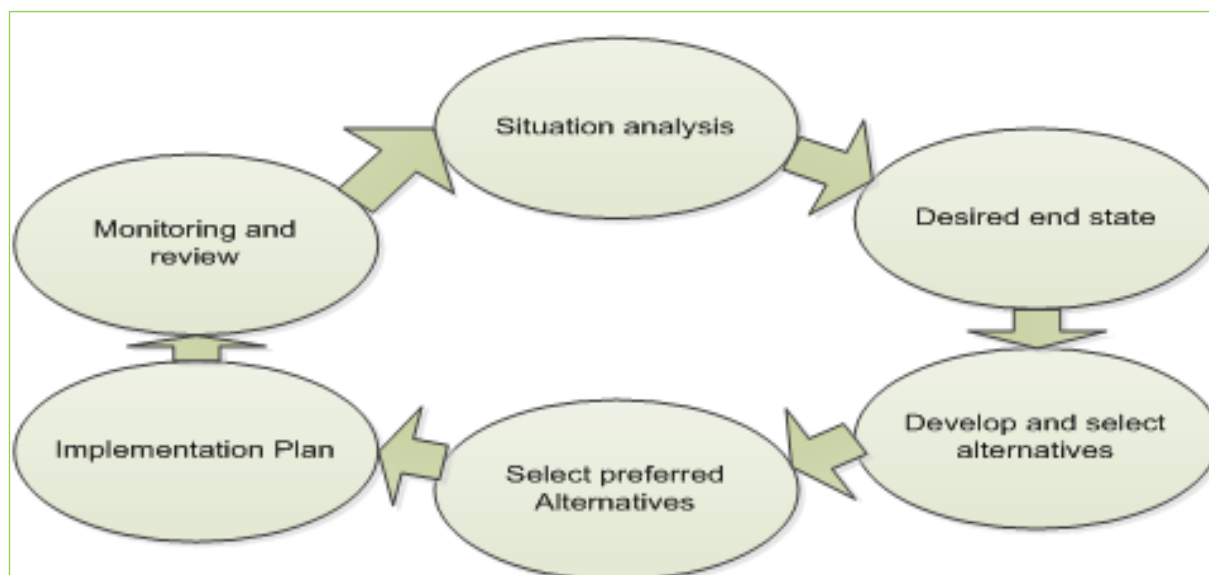 Situation analysis
Desired end state
Develop and select
alternatives
Select preferred
Alternatives
Implementation Plan
Monitoring and
review